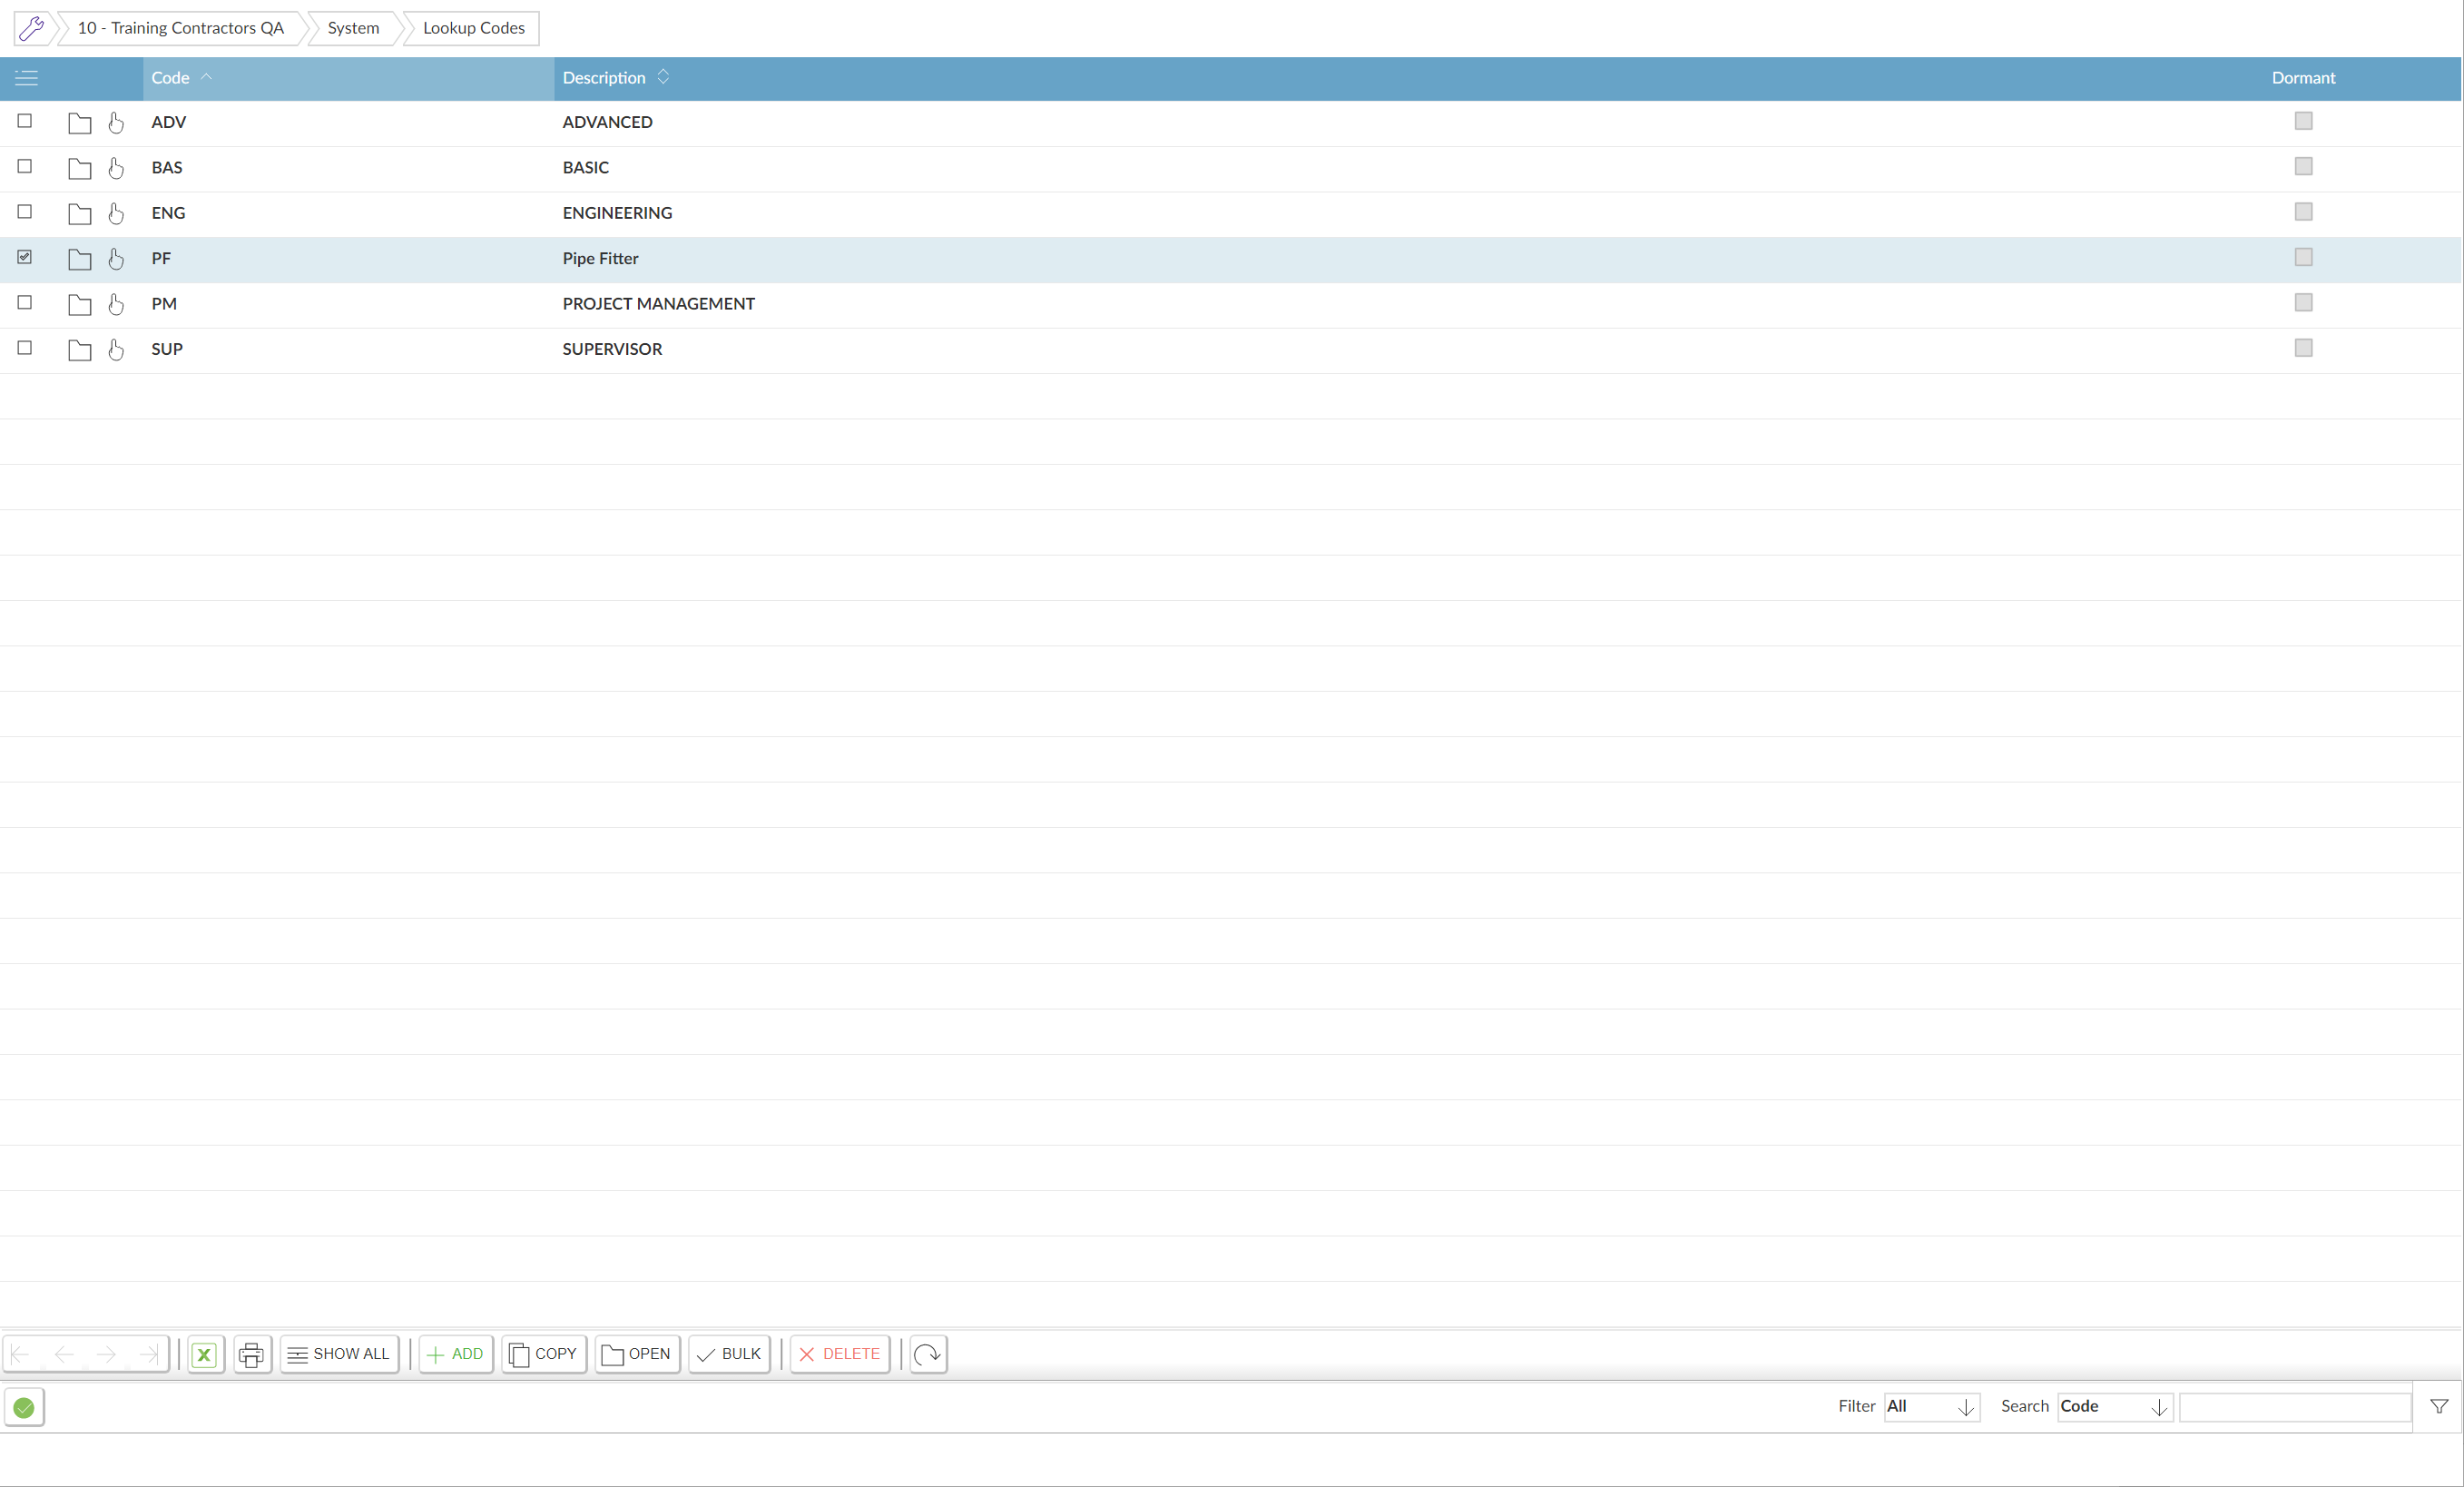 10 - Training Contractors QA System Lookup Codes
Code Description Dormant
ADV ADVANCED
BAS BASIC
ENG ENGINEERING
PF Pipe Fitter
PM PROJECT MANAGEMENT
SUP SUPERVISOR
X SHOW ALL ADD COPY OPEN BULK DELETE
Filter All Search Code